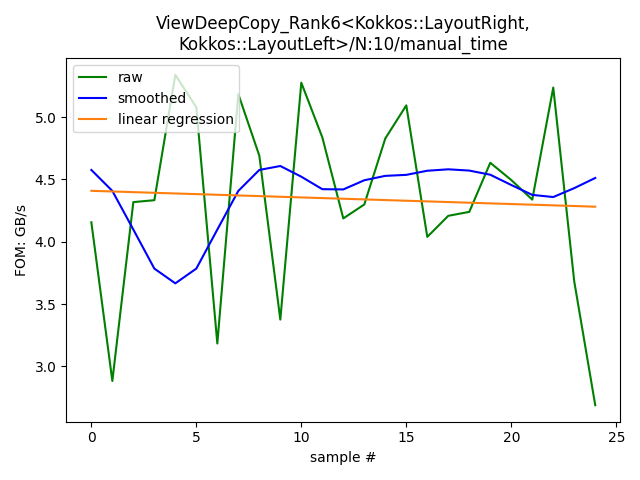 ViewDeepCopy_Rank6<Kokkos::LayoutRight,
Kokkos::LayoutLeft>/N:10/manual_time
raw
smoothed
linear regression
FOM: GB/s
5.0
4.5
4.0
3.5
3.0
0 5 10 15 20 25
sample #